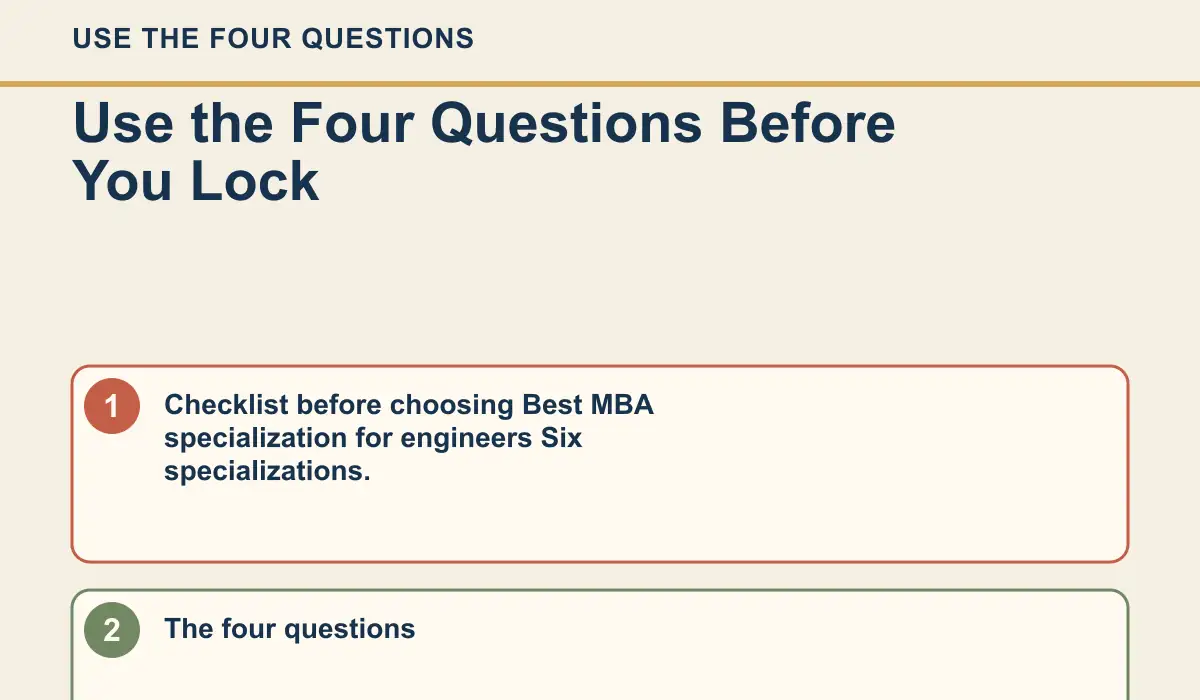 USE THE FOUR QUESTIONS
Use the Four Questions Before
You Lock
1
Checklist before choosing Best MBA
specialization for engineers Six
specializations.
2
The four questions